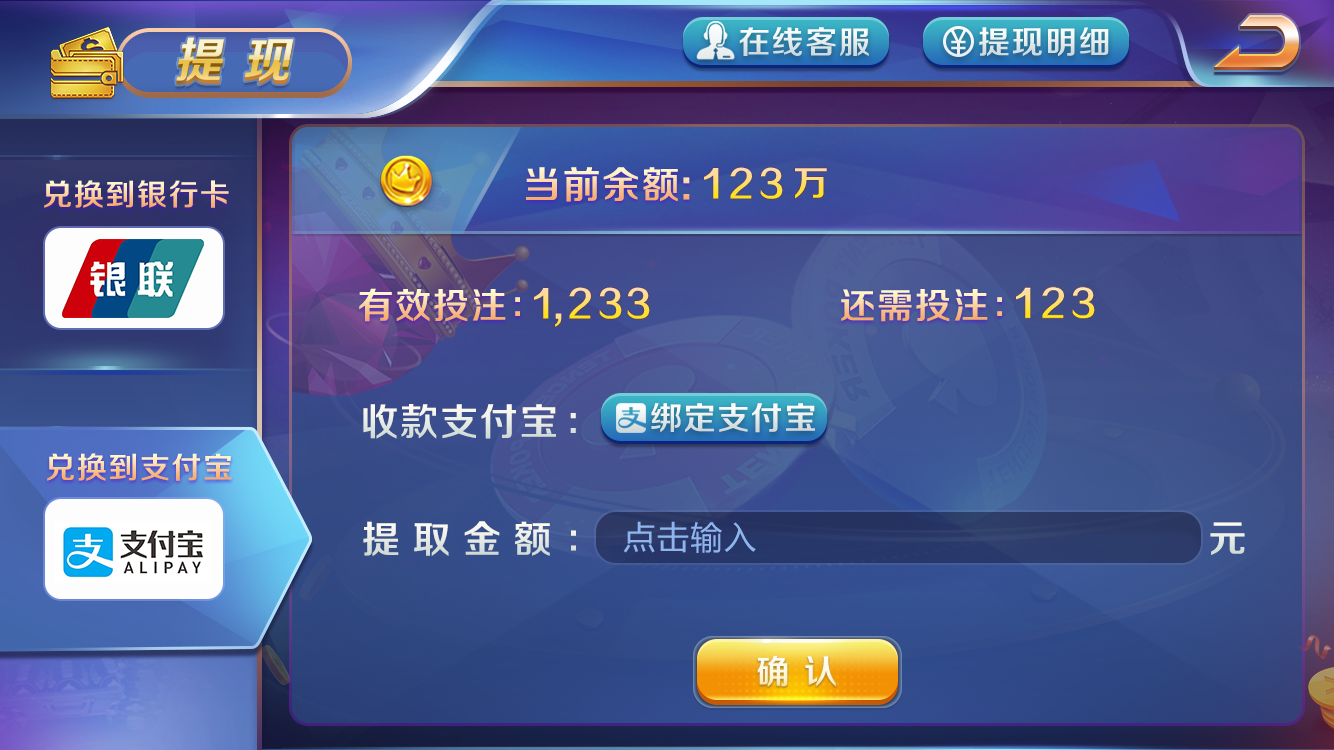 提现
在线客服
提现明细
兑换到银行卡
银联
兑换到支付宝
支 支付宝
ALIPAY
当前余额:123万
有效投注:1,233
还需投注:123
收款支付宝:
支 绑定支付宝
提取金额:
点击输入
元
确认